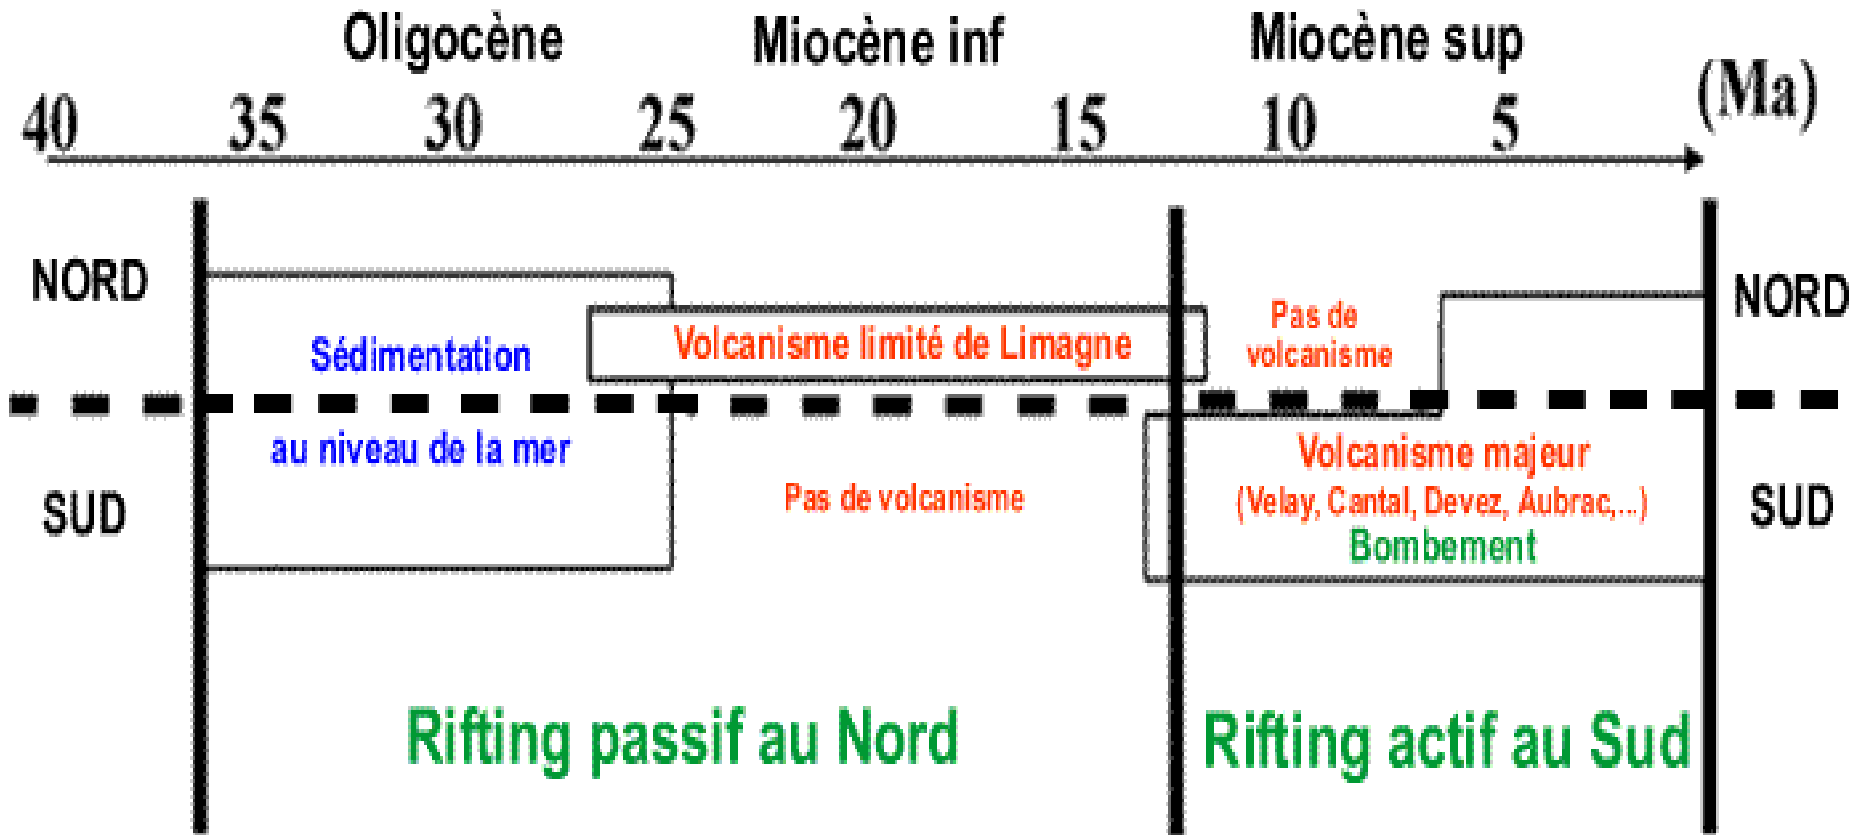 Oligocène Miocène inf Miocène sup
40 35 30 25 20 15 10 5 (Ma)
NORD
Sédimentation
Volcanisme limité de Limagne
Pas de
volcanisme
NORD
au niveau de la mer
SUD
Pas de volcanisme
Volcanisme majeur
(Velay, Cantal, Devez, Aubrac,...)
Bombement
SUD
Rifting passif au Nord
Rifting actif au Sud